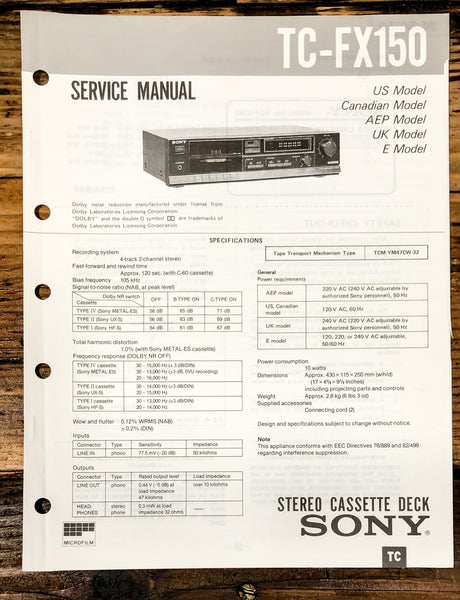 TC-FX150
SERVICE MANUAL
US Model
Canadian Model
AEP Model
UK Model
E Model
SONY
Dolby noise reduction manufactured under license from
Dolby Laboratories Licensing Corporation.
"DOLBY" and the double-D symbol are trademarks of
Dolby Laboratories Licensing Corporation.
SPECIFICATIONS
Recording system
4-track 2-channel stereo
Fast-forward and rewind time
Approx. 120 sec. (with C-60 cassette)
Bias frequency 105 kHz
Signal-to-noise ratio (NAB, at peak level)
Dolby NR switch OFF B-TYPE ON C-TYPE ON
Cassette
TYPE IV (Sony METAL-ES) 58 dB 65 dB 71 dB
TYPE II (Sony UX-S) 56 dB 63 dB 69 dB
TYPE I (Sony HF-S) 54 dB 61 dB 67 dB
Total harmonic distortion
1.0% (with Sony METAL-ES cassette)
Frequency response (DOLBY NR OFF)
TYPE IV cassette (Sony METAL-ES) 30 - 15,000 Hz (±3 dB/DIN)
30 - 13,000 Hz (±3 dB, 0VU recording)
20 - 16,000 Hz
TYPE II cassette (Sony UX-S) 30 - 14,000 Hz (±3 dB/DIN)
20 - 15,000 Hz
TYPE I cassette (Sony HF-S) 30 - 13,000 Hz (±3 dB/DIN)
20 - 14,000 Hz
Wow and flutter 0.12% WRMS (NAB)
± 0.2% (DIN)
Inputs
Connector Type Sensitivity Impedance
LINE IN phono 77.5 mV (−20 dB) 50 kilohms
Outputs
Connector Type Rated output level Load impedance
LINE OUT phono 0.44 V (−5 dB) at load impedance 47 kilohms over 10 kilohms
HEAD-PHONES stereo phono 0.3 mW at load impedance 32 ohms
Tape Transport Mechanism Type TCM-YM47CW-32
General
Power requirements
AEP model 220 V AC (240 V AC adjustable by
authorized Sony personnel), 50 Hz
US, Canadian model 120 V AC, 60 Hz
UK model 240 V AC (220 V AC adjustable by
authorized Sony personnel), 50 Hz
E model 120, 220, or 240 V AC adjustable,
50/60 Hz
Power consumption
10 watts
Dimensions Approx. 430 × 115 × 250 mm (w/h/d)
(17 × 4⅝ × 9⅞ inches)
including projecting parts and controls
Weight Approx. 2.8 kg (6 lbs 3 oz)
Supplied accessories
Connecting cord (2)
Design and specifications subject to change without notice.
Note
This appliance conforms with EEC Directives 76/889 and 82/499
regarding interference suppression.
MICROFILM
STEREO CASSETTE DECK
SONY®
TC